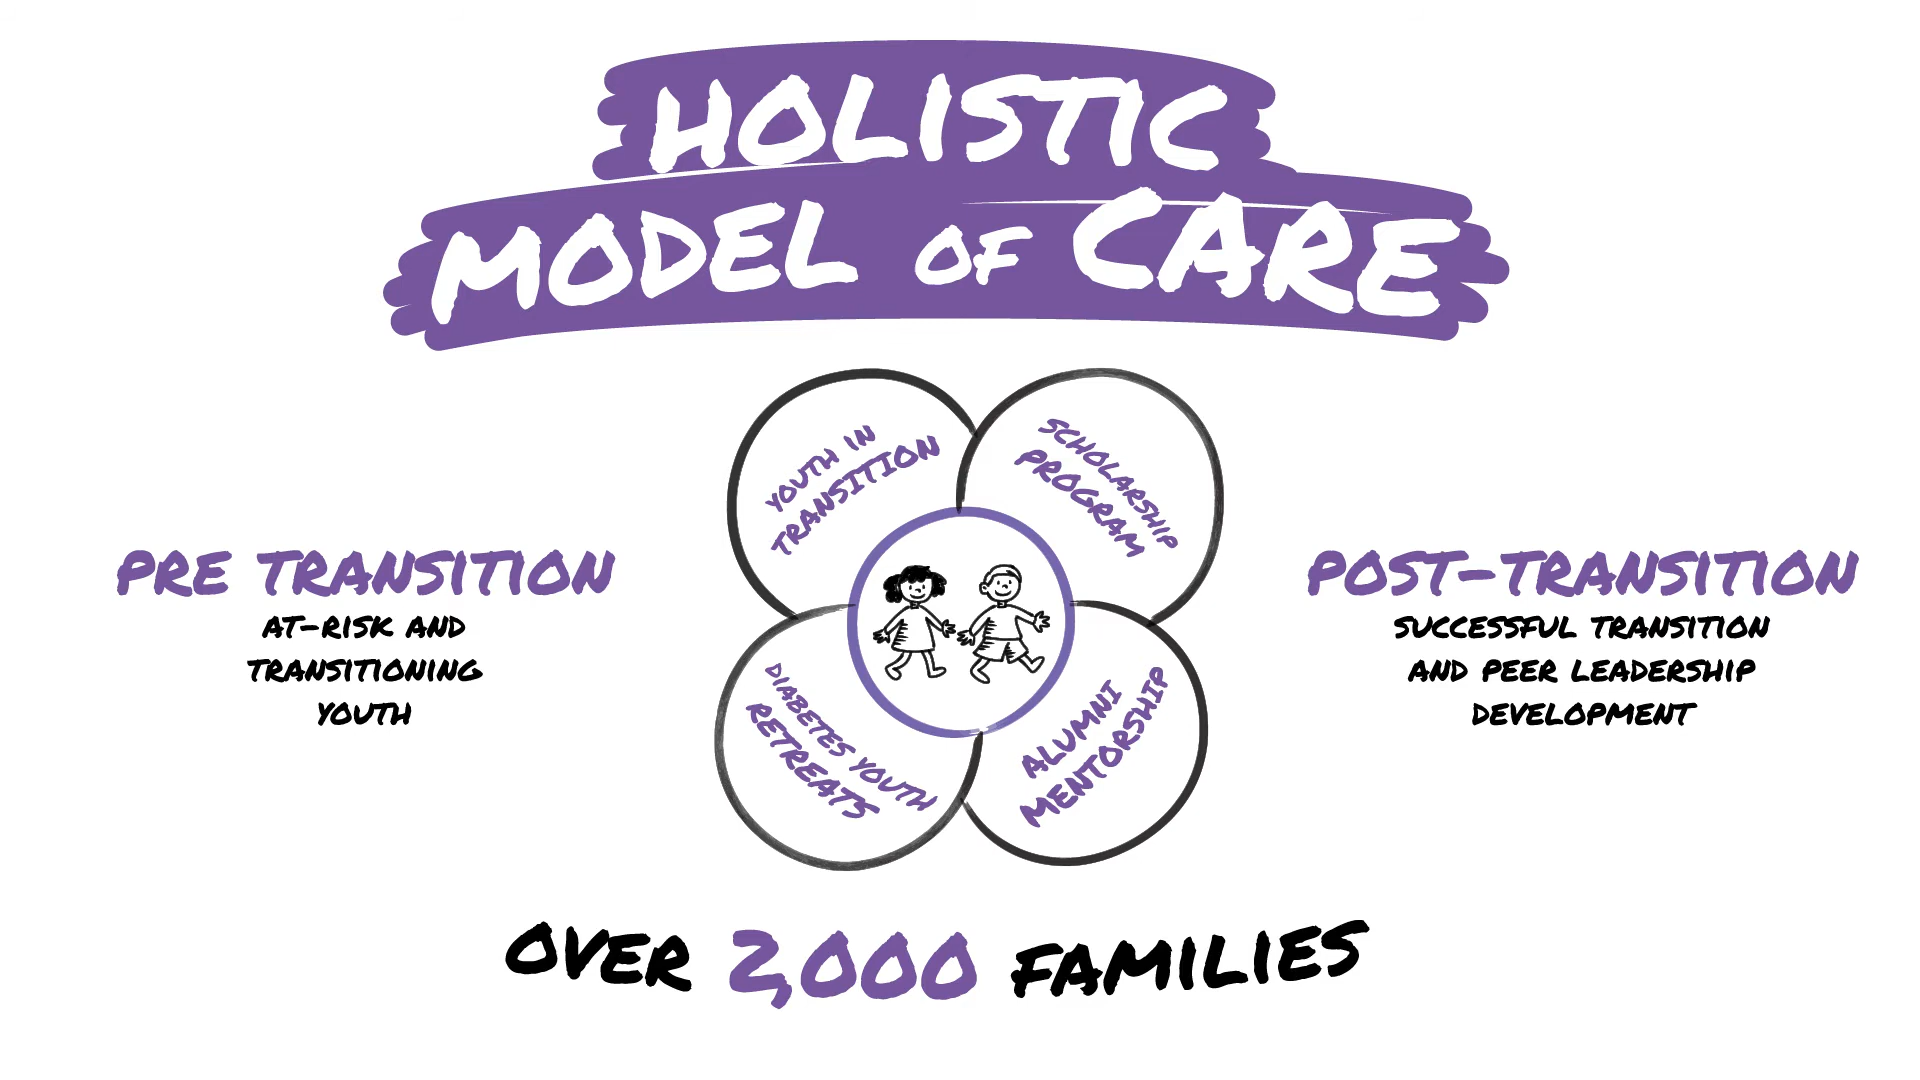 HOLISTIC
MODEL OF CARE
YOUTH IN
TRANSITION
SCHOLARSHIP
PROGRAM
PRE TRANSITION
AT-RISK AND
TRANSITIONING
YOUTH
POST-TRANSITION
SUCCESSFUL TRANSITION
AND PEER LEADERSHIP
DEVELOPMENT
DIABETES YOUTH
RETREATS
ALUMNI
MENTORSHIP
OVER 2,000 FAMILIES